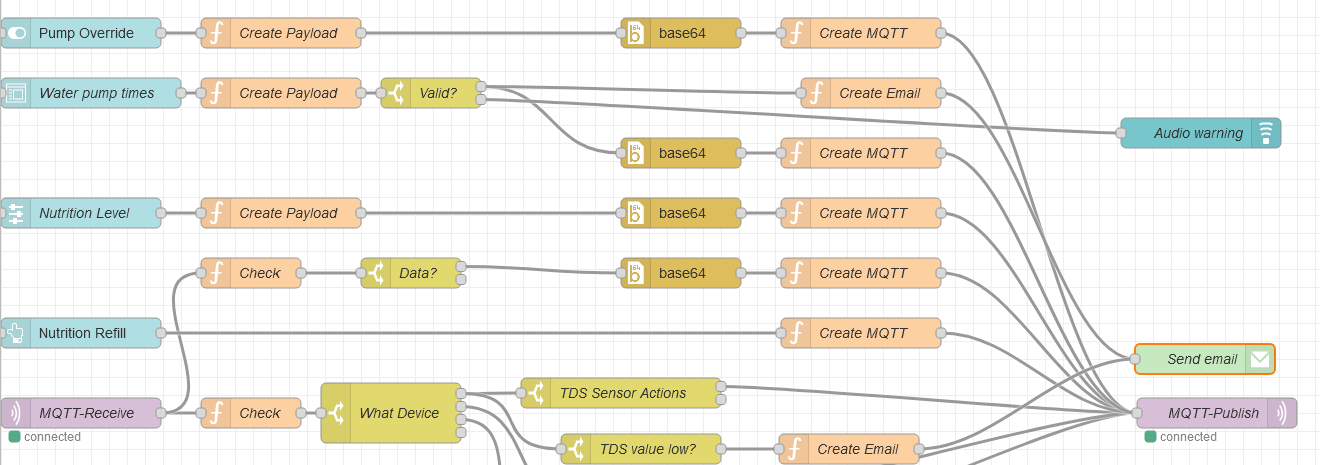 Pump Override Create Payload base64 Create MQTT
Water pump times Create Payload Valid? Create Email
Audio warning
base64 Create MQTT
Nutrition Level Create Payload base64 Create MQTT
Check Data? base64 Create MQTT
Nutrition Refill Create MQTT
Send email
TDS Sensor Actions
MQTT-Receive Check What Device MQTT-Publish
connected connected
TDS value low? Create Email